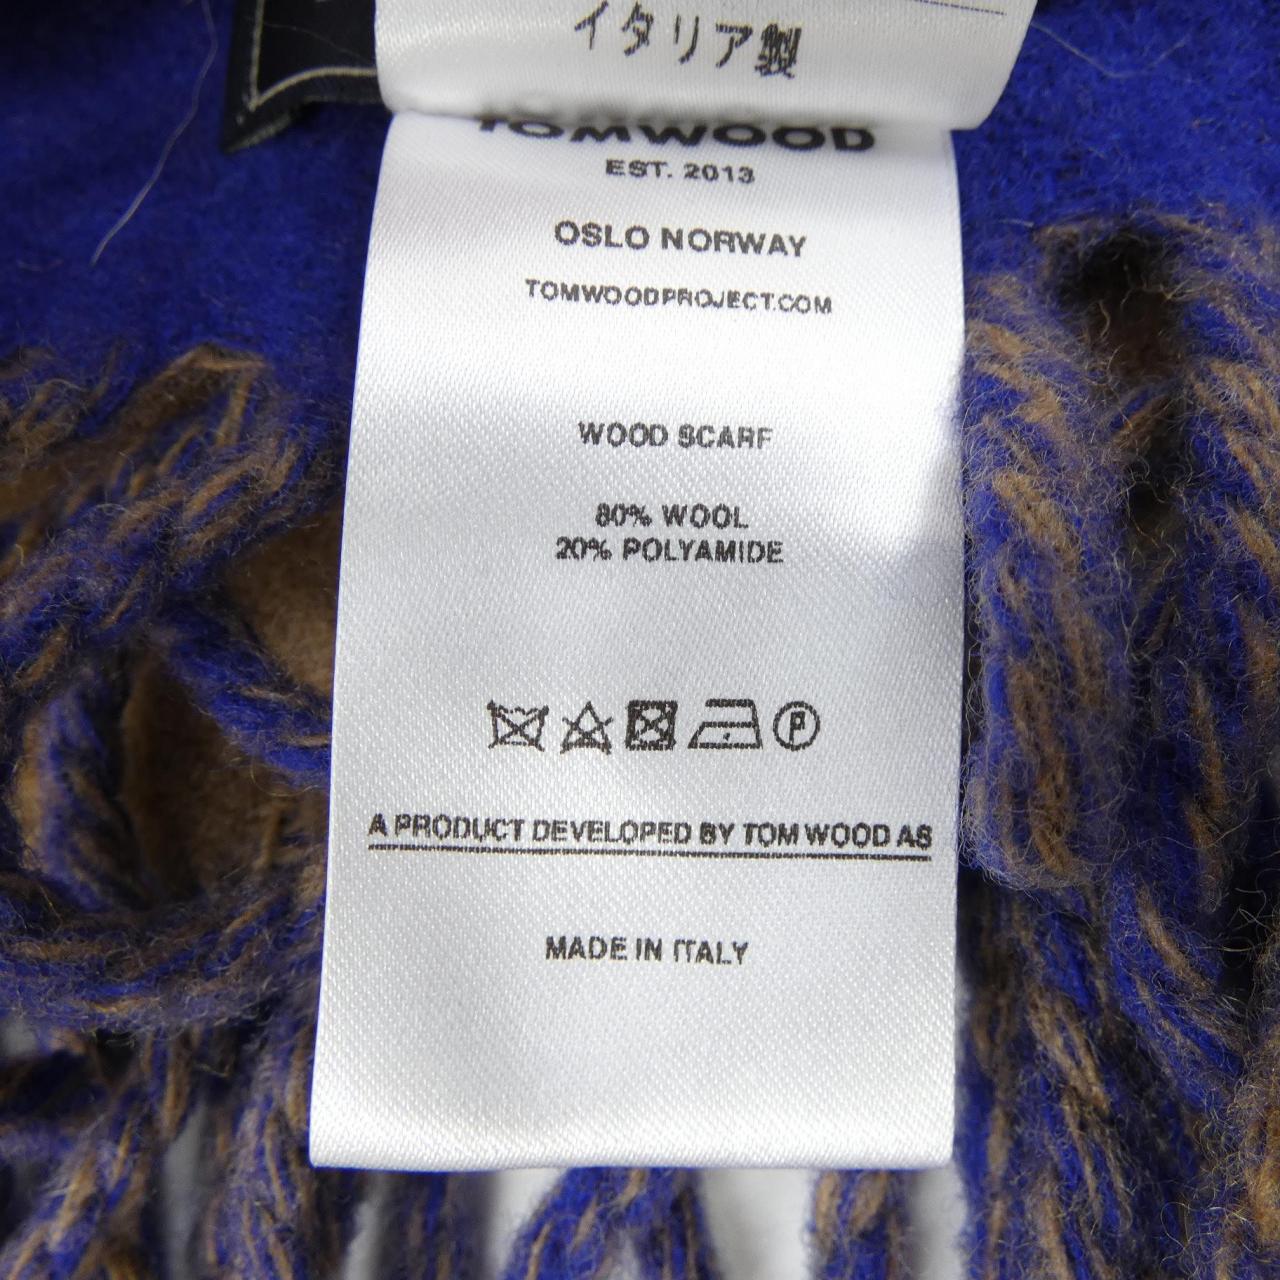 イタリア製
TOMWOOD
EST. 2013
OSLO NORWAY
TOMWOODPROJECT.COM
WOOD SCARF
80% WOOL
20% POLYAMIDE
P
A PRODUCT DEVELOPED BY TOM WOOD AS
MADE IN ITALY